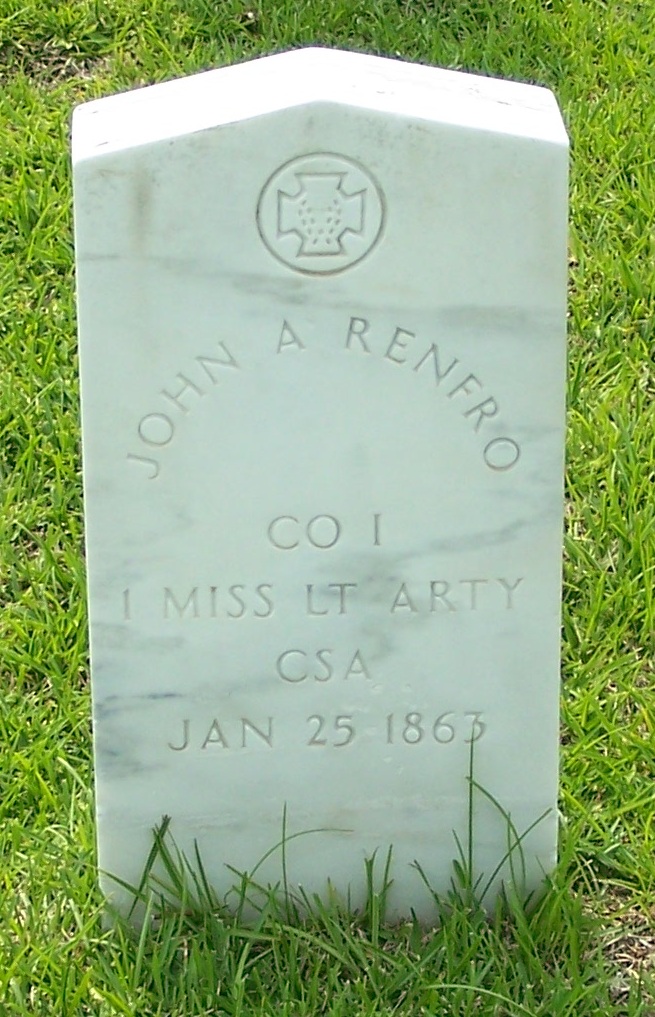 JOHN A RENFRO
CO I
1 MISS LT ARTY
CSA
JAN 25 1863